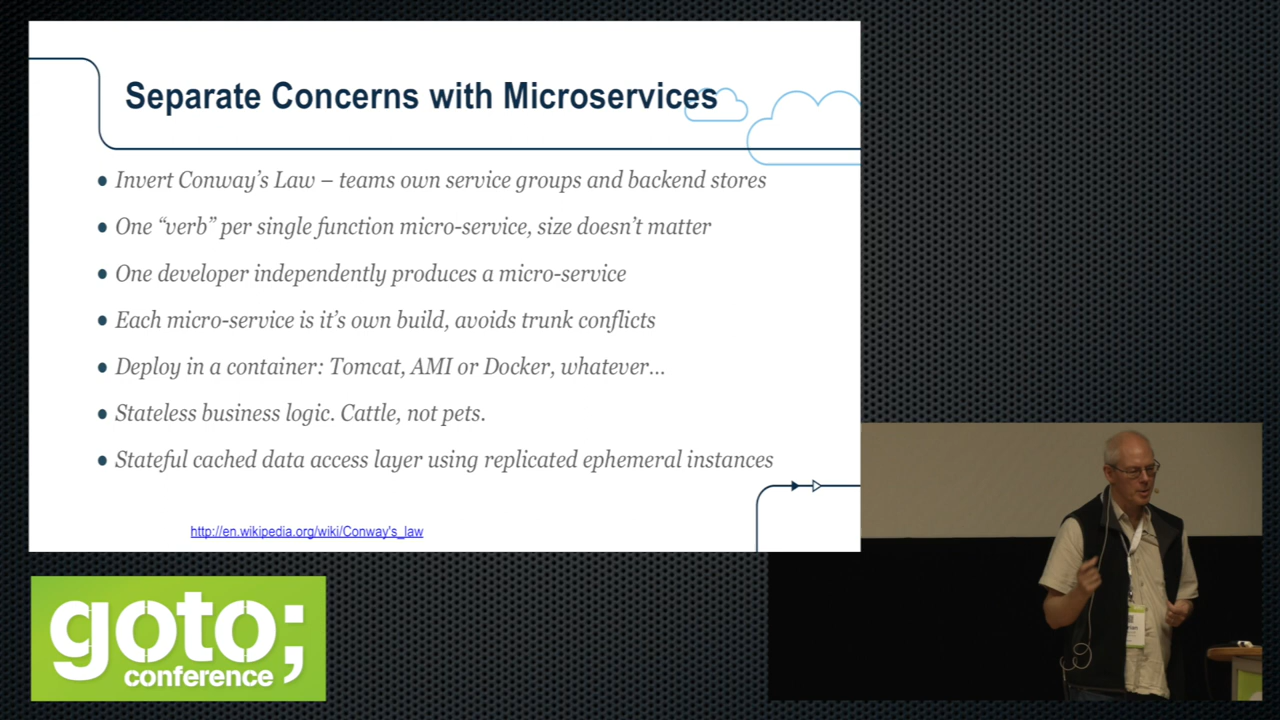 Separate Concerns with Microservices
● Invert Conway’s Law – teams own service groups and backend stores
● One “verb” per single function micro-service, size doesn’t matter
● One developer independently produces a micro-service
● Each micro-service is it’s own build, avoids trunk conflicts
● Deploy in a container: Tomcat, AMI or Docker, whatever…
● Stateless business logic. Cattle, not pets.
● Stateful cached data access layer using replicated ephemeral instances
http://en.wikipedia.org/wiki/Conway's_law
goto;
conference